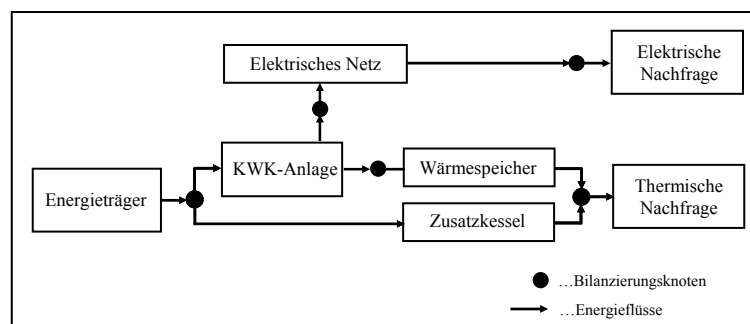 Elektrisches Netz
Elektrische
Nachfrage
KWK-Anlage
Wärmespeicher
Energieträger
Thermische
Nachfrage
Zusatzkessel
…Bilanzierungsknoten
…Energieflüsse